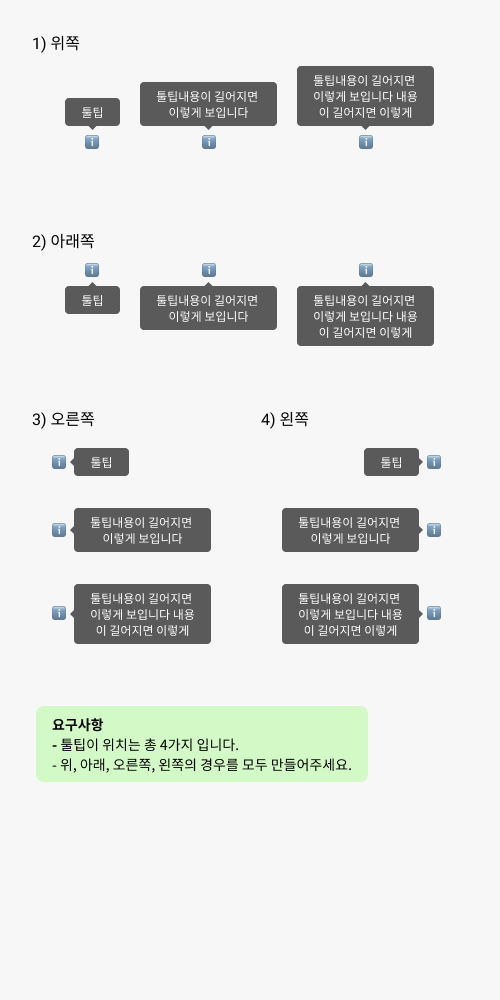 1) 위쪽
툴팁
툴팁내용이 길어지면
이렇게 보입니다
툴팁내용이 길어지면
이렇게 보입니다 내용
이 길어지면 이렇게
i
i
i
2) 아래쪽
i
i
i
툴팁
툴팁내용이 길어지면
이렇게 보입니다
툴팁내용이 길어지면
이렇게 보입니다 내용
이 길어지면 이렇게
3) 오른쪽
i
툴팁
i
툴팁내용이 길어지면
이렇게 보입니다
i
툴팁내용이 길어지면
이렇게 보입니다 내용
이 길어지면 이렇게
4) 왼쪽
툴팁
i
툴팁내용이 길어지면
이렇게 보입니다
i
툴팁내용이 길어지면
이렇게 보입니다 내용
이 길어지면 이렇게
i
요구사항
- 툴팁이 위치는 총 4가지 입니다.
- 위, 아래, 오른쪽, 왼쪽의 경우를 모두 만들어주세요.